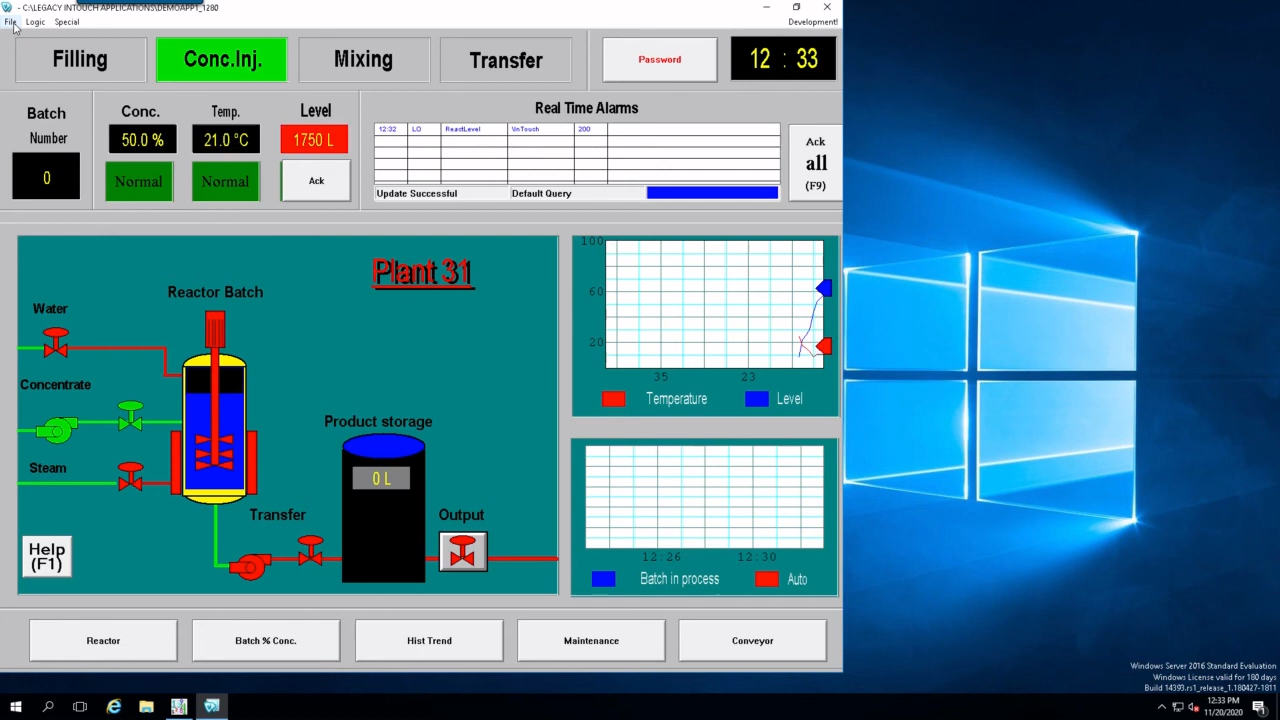 - C:\LEGACY INTOUCH APPLICATIONS\DEMOAPP1_1280
File Logic Special Development!
Filling Conc.Inj. Mixing Transfer Password 12 : 33
Batch Number 0
Conc. Temp. Level
50.0 % 21.0 °C 1750 L
Normal Normal Ack
Real Time Alarms
12:32 LO ReactLevel \InTouch 200
Update Successful Default Query
Ack all (F9)
Plant 31
Reactor Batch
Water
Concentrate
Steam
Product storage
0 L
Transfer
Output
Help (F1)
100
60
20
35 23
Temperature Level
12:26 12:30
Batch in process Auto
Reactor Batch % Conc. Hist Trend Maintenance Conveyor
Windows Server 2016 Standard Evaluation
Windows License valid for 180 days
Build 14393.rs1_release_1.180427-1811
12:33 PM
11/20/2020
1